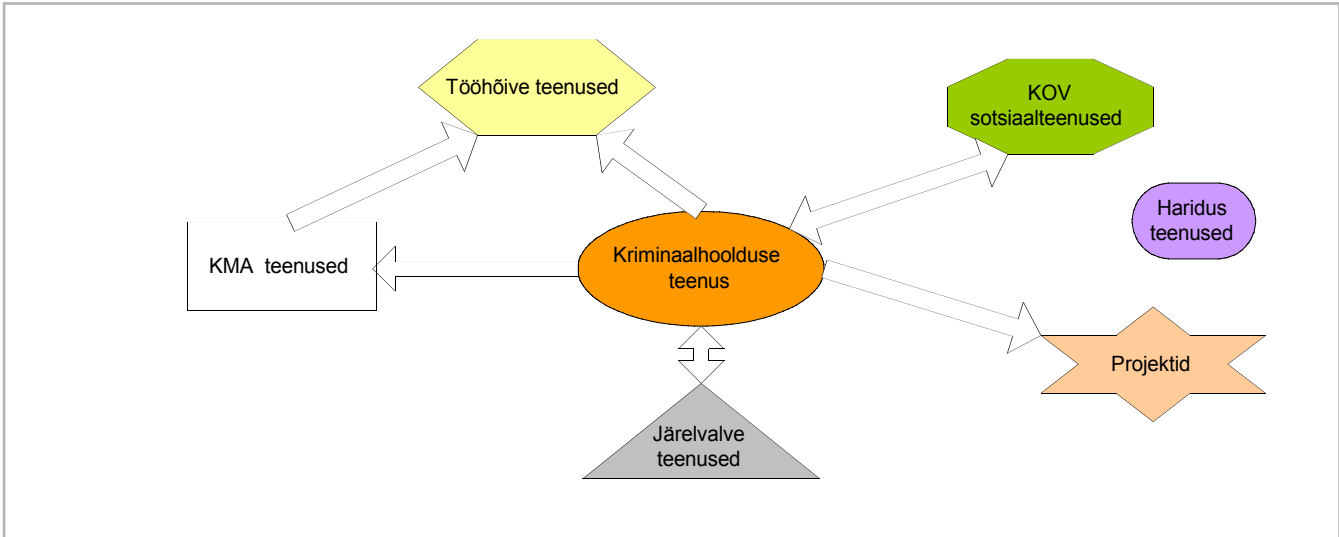 Tööhõive teenused
KOV
sotsiaalteenused
Haridus
teenused
KMA teenused
Kriminaalhoolduse
teenus
Projektid
Järelvalve
teenused